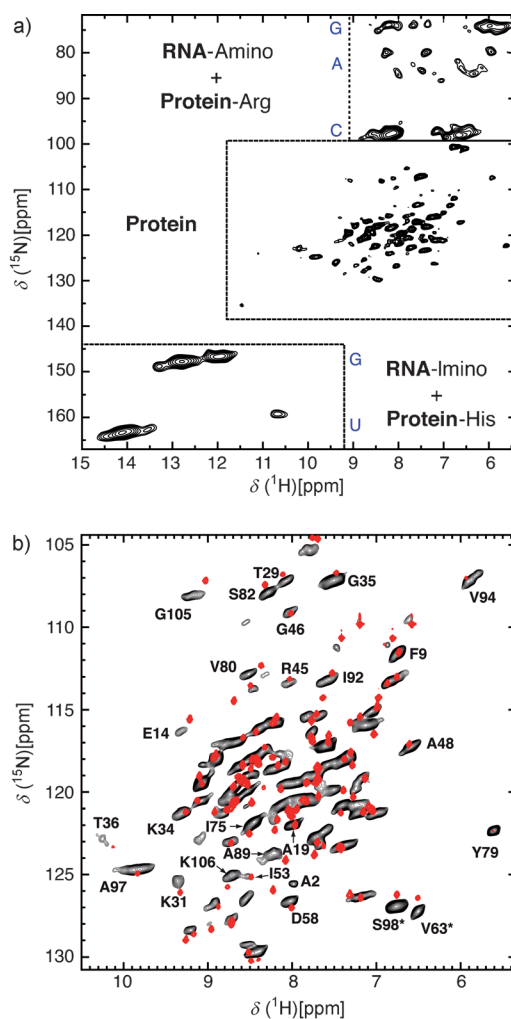 a)
G
RNA-Amino
+
Protein-Arg
A
C
Protein
G
RNA-Imino
+
Protein-His
U
80
90
100
110
120
130
140
150
160
δ (15N)[ppm]
15 14 13 12 11 10 9 8 7 6
δ (1H)[ppm]
b)
105
110
115
120
125
130
δ (15N)[ppm]
T29
S82
G35
G105
V94
G46
V80
R45
I92
F9
E14
A48
T36
K34
I75
Y79
A89
A19
A97
K106
I53
K31
A2
D58
S98*
V63*
10 9 8 7 6
δ (1H)[ppm]